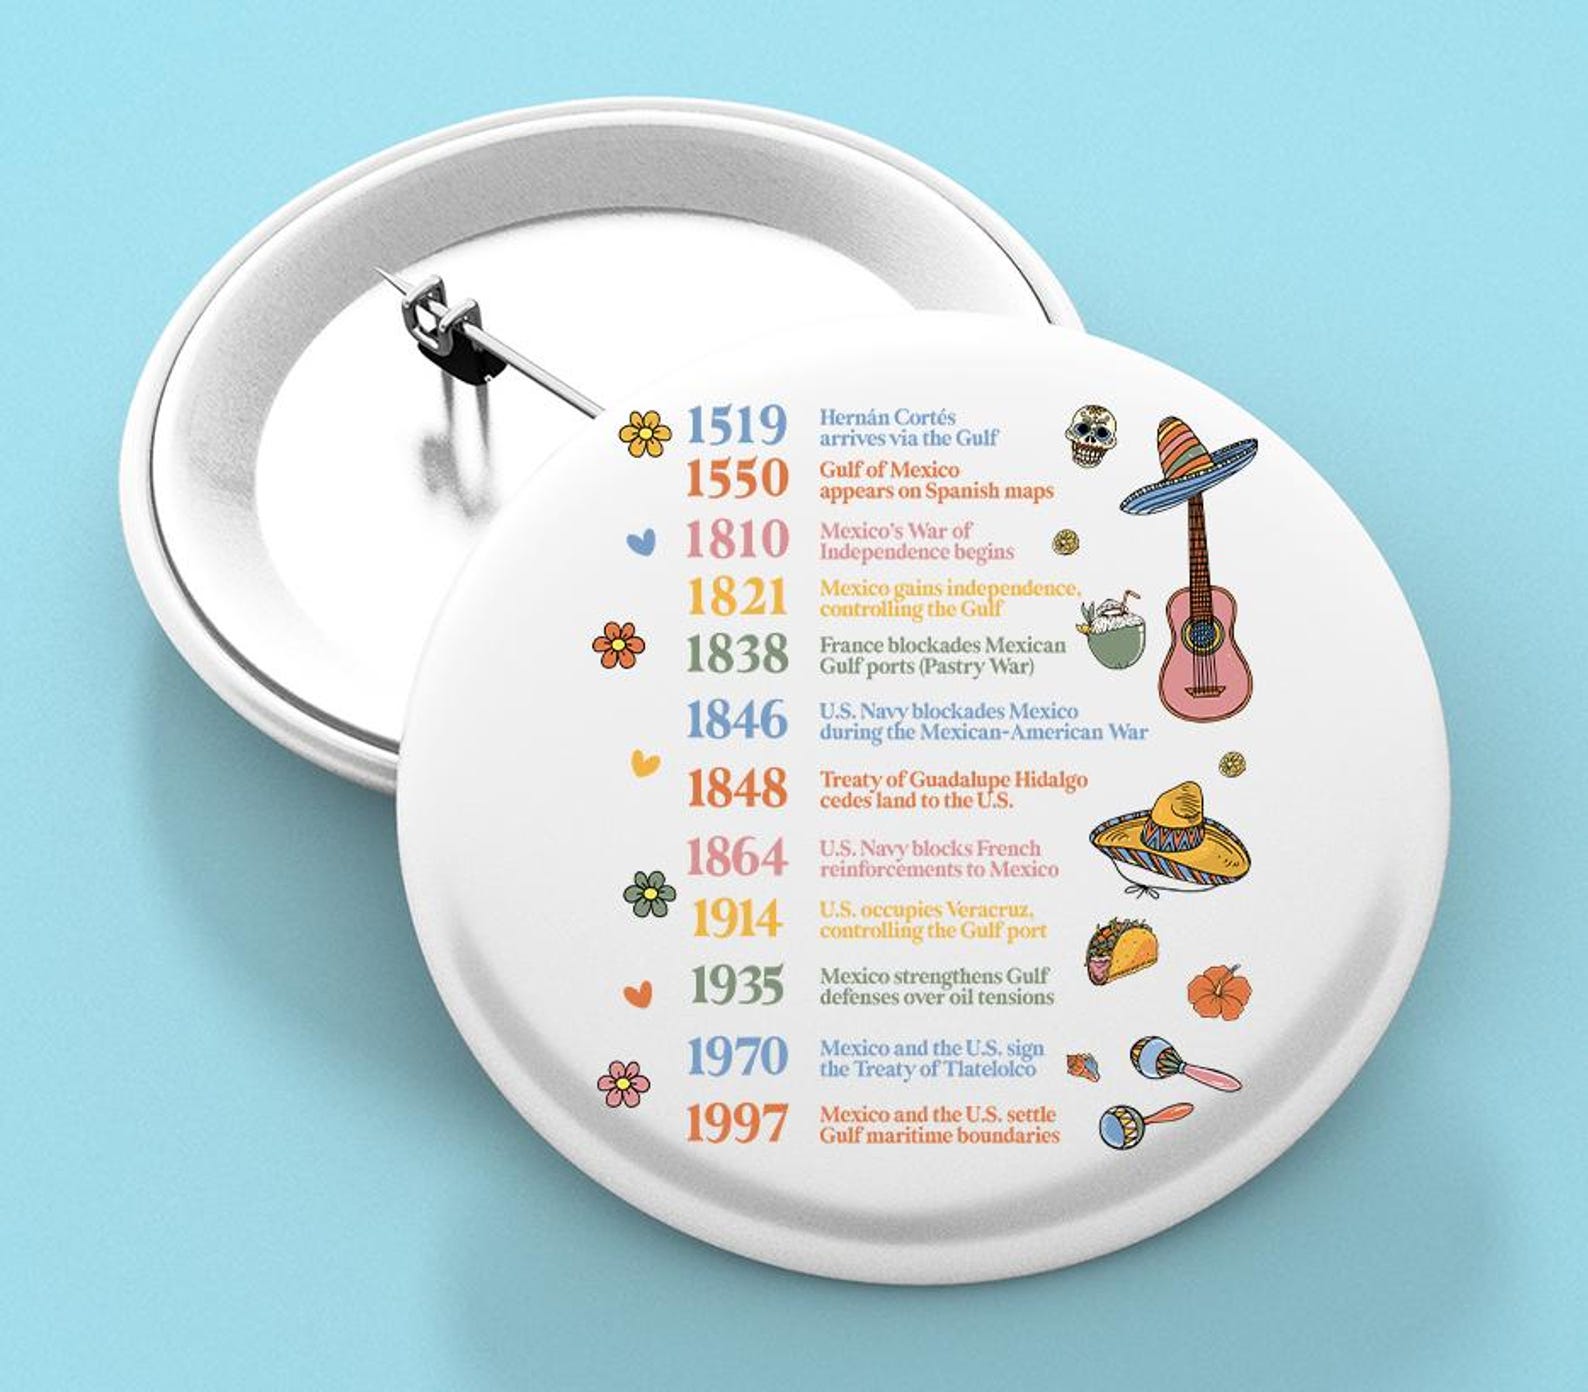 1519 Hernán Cortés
arrives via the Gulf
1550 Gulf of Mexico
appears on Spanish maps
1810 Mexico's War of
Independence begins
1821 Mexico gains independence,
controlling the Gulf
1838 France blockades Mexican
Gulf ports (Pastry War)
1846 U.S. Navy blockades Mexico
during the Mexican-American War
1848 Treaty of Guadalupe Hidalgo
cedes land to the U.S.
1864 U.S. Navy blocks French
reinforcements to Mexico
1914 U.S. occupies Veracruz,
controlling the Gulf port
1935 Mexico strengthens Gulf
defenses over oil tensions
1970 Mexico and the U.S. sign
the Treaty of Tlatelolco
1997 Mexico and the U.S. settle
Gulf maritime boundaries